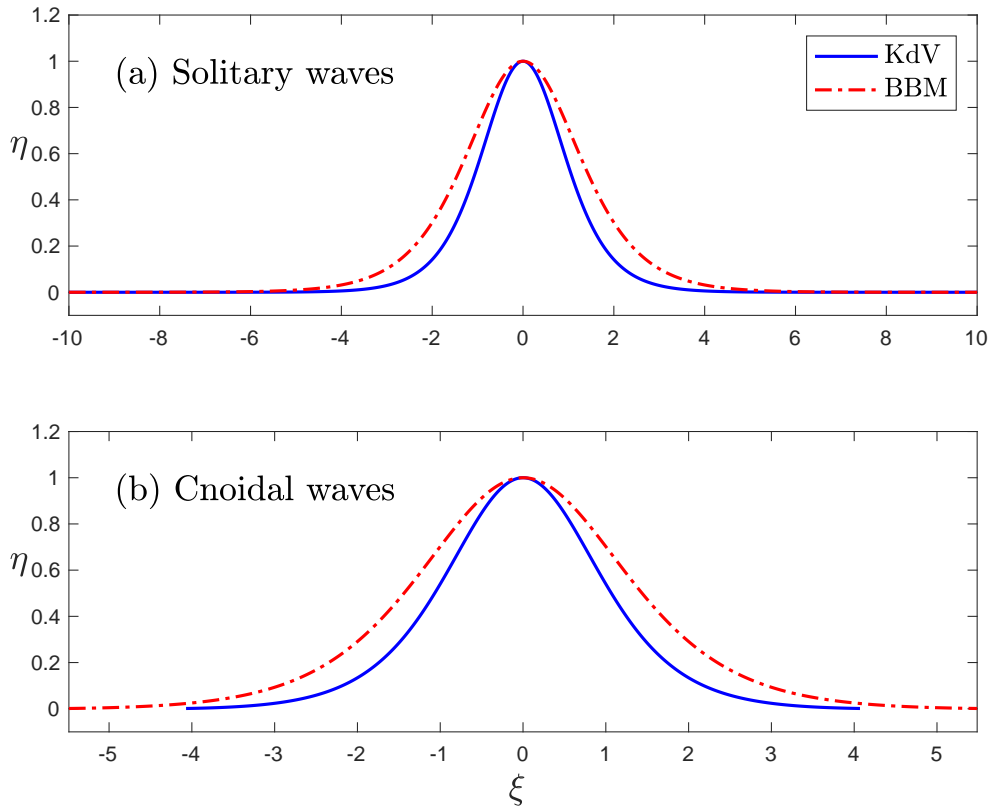 1.2
(a) Solitary waves
KdV
BBM
1
0.8
η
0.6
0.4
0.2
0
-10 -8 -6 -4 -2 0 2 4 6 8 10
1.2
(b) Cnoidal waves
1
0.8
η
0.6
0.4
0.2
0
-5 -4 -3 -2 -1 0 1 2 3 4 5
ξ